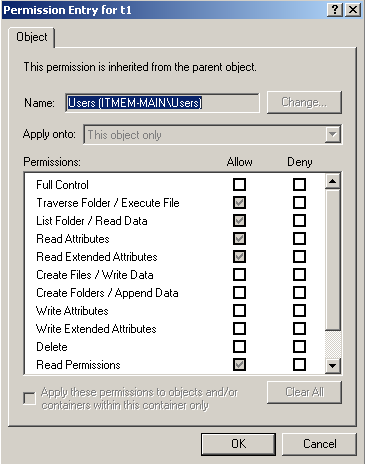 Permission Entry for t1
Object
This permission is inherited from the parent object.
Name: Users (ITMEM-MAIN\Users) Change...
Apply onto: This object only
Permissions: Allow Deny
Full Control
Traverse Folder / Execute File
List Folder / Read Data
Read Attributes
Read Extended Attributes
Create Files / Write Data
Create Folders / Append Data
Write Attributes
Write Extended Attributes
Delete
Read Permissions
Apply these permissions to objects and/or
containers within this container only
Clear All
OK Cancel